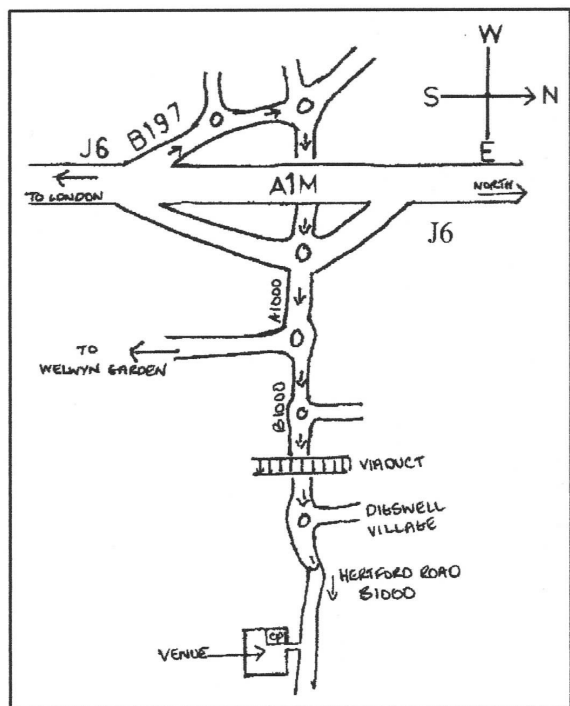 W
S
N
E
B197
J6
A1M
TO LONDON
NORTH
J6
A1000
TO
WELWYN GARDEN
B1000
VIADUCT
DIGSWELL
VILLAGE
HERTFORD ROAD
B1000
CP
VENUE